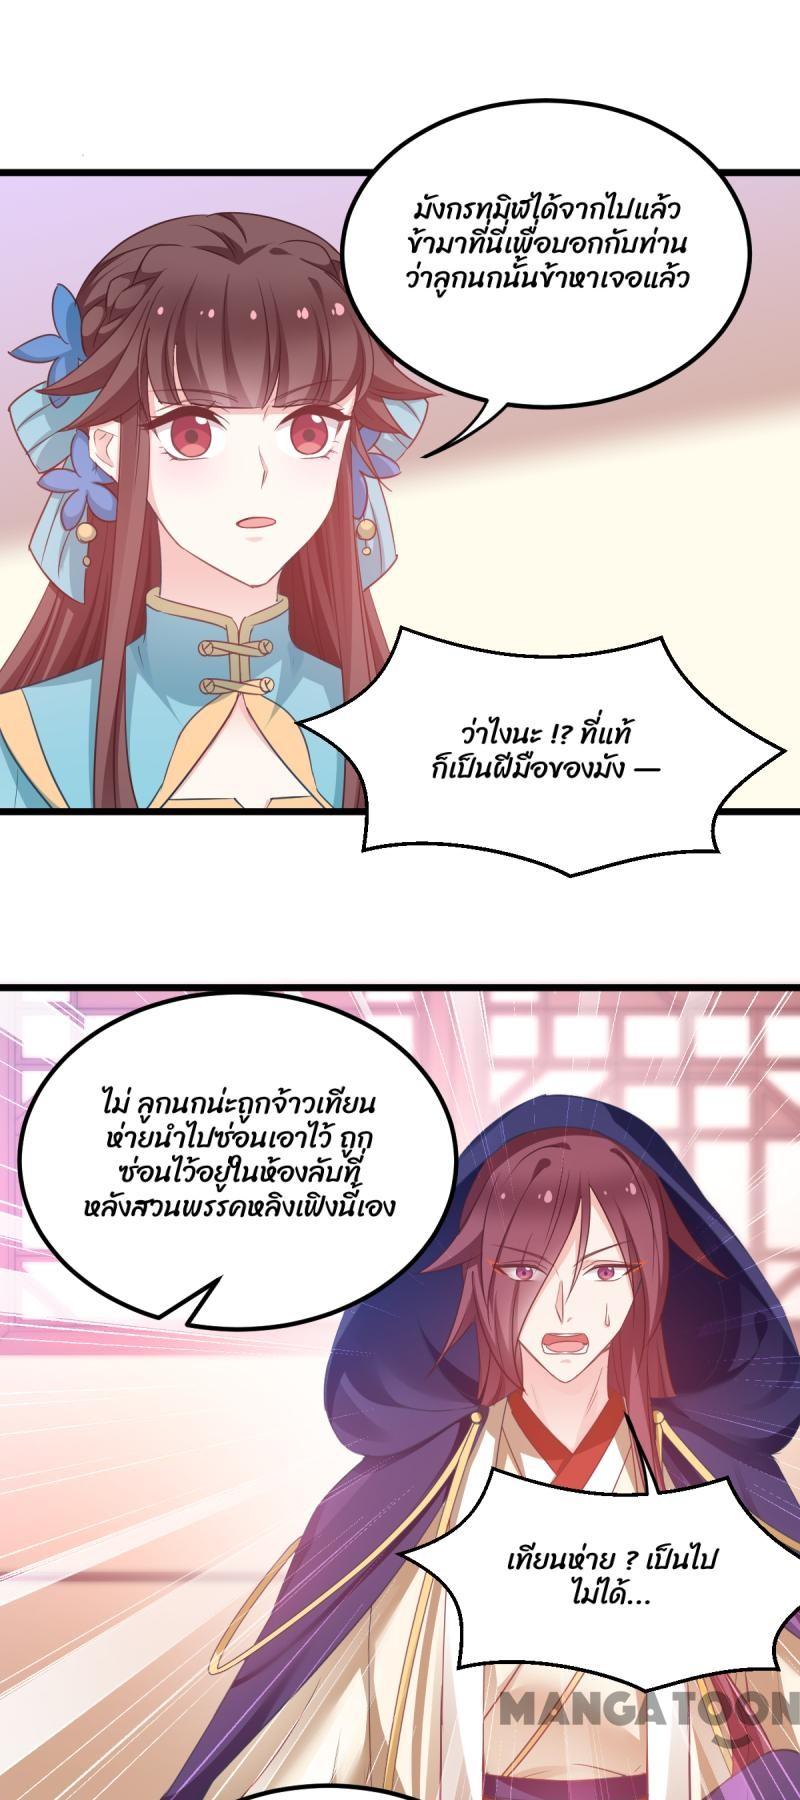 มังกรทมิฬได้จากไปแล้ว
ข้ามาที่นี่เพื่อบอกกับท่าน
ว่าลูกนกนั้นข้าหาเจอแล้ว
ว่าไงนะ !? ที่แท้
ก็เป็นฝีมือของมัง —
ไม่ ลูกนกน่ะถูกจ้าวเทียน
ห่ายนำไปซ่อนเอาไว้ ถูก
ซ่อนไว้อยู่ในห้องลับที่
หลังสวนพรรคหลิงเฟิงนี้เอง
เทียนห่าย ? เป็นไป
ไม่ได้...
MANGATOON